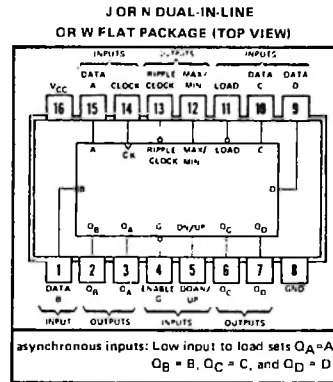 J OR N DUAL-IN-LINE
OR W FLAT PACKAGE (TOP VIEW)
INPUTS OUTPUTS INPUTS
DATA RIPPLE MAX/ DATA DATA
VCC A CLOCK CLOCK MIN LOAD C D
16 15 14 13 12 11 10 9
A CK RIPPLE MAX/ LOAD C
CLOCK MIN
B D
QB QA G DN/UP QC QD
1 2 3 4 5 6 7 8
DATA QB QA ENABLE DOWN/ QC QD GND
B G UP
INPUT OUTPUTS INPUTS OUTPUTS
asynchronous inputs: Low input to load sets QA = A,
QB = B, QC = C, and QD = D